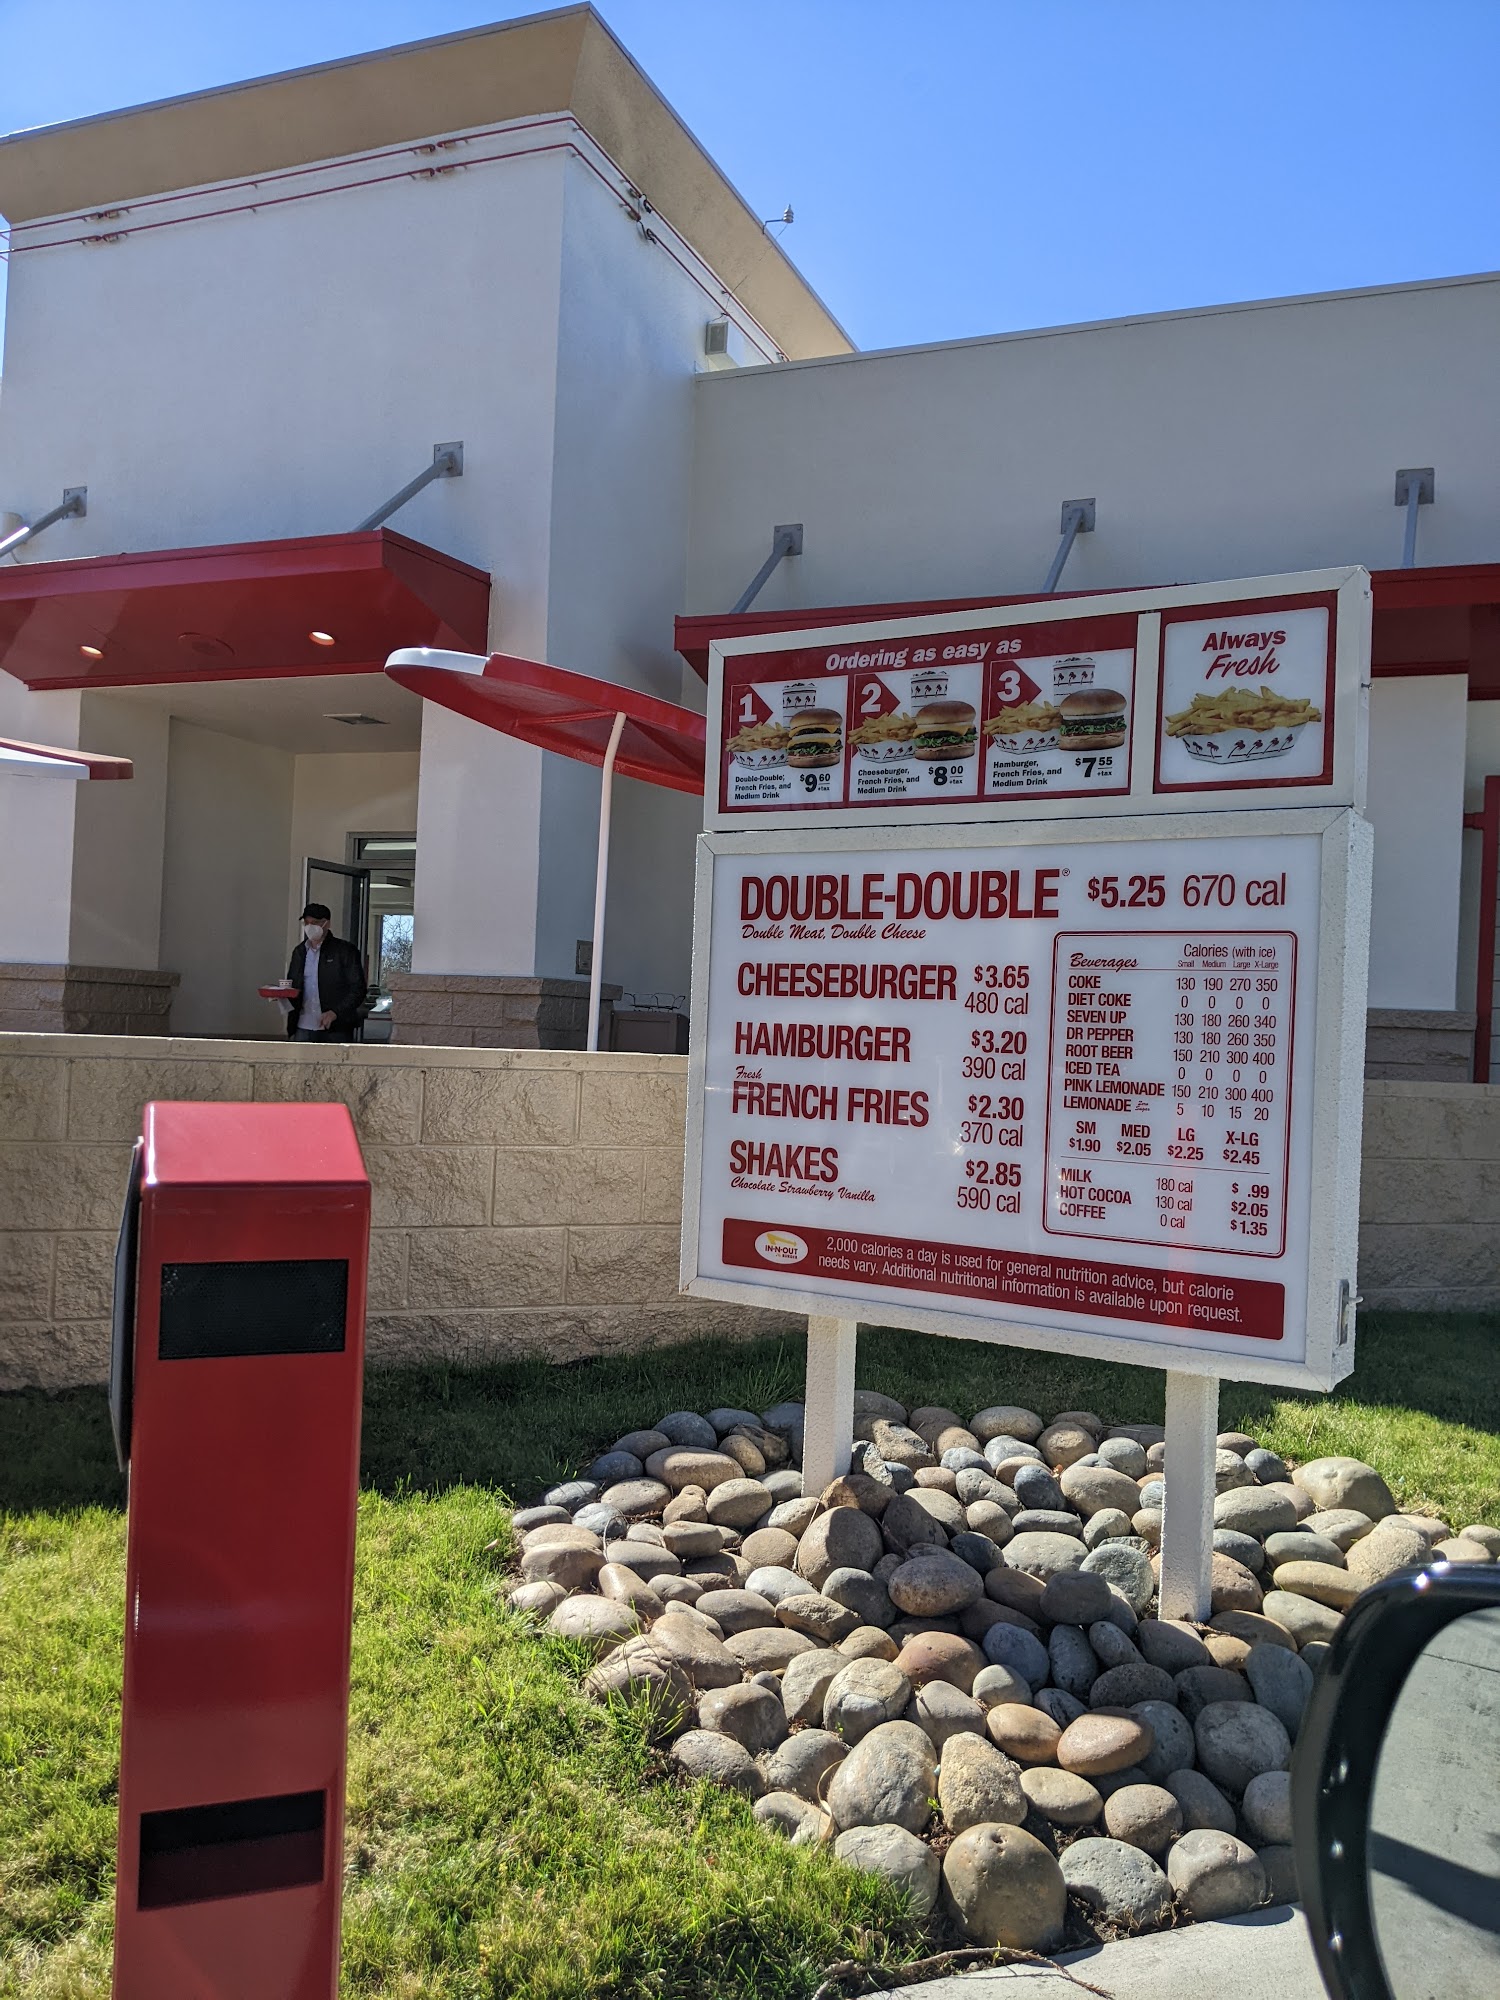 Ordering as easy as
1
Double-Double,
French Fries, and
Medium Drink
$9 60
+tax
2
Cheeseburger,
French Fries, and
Medium Drink
$8 00
+tax
3
Hamburger,
French Fries, and
Medium Drink
$7 55
+tax
Always
Fresh
DOUBLE-DOUBLE® $5.25 670 cal
Double Meat, Double Cheese
CHEESEBURGER $3.65
480 cal
HAMBURGER $3.20
390 cal
Fresh
FRENCH FRIES $2.30
370 cal
SHAKES $2.85
Chocolate Strawberry Vanilla 590 cal
Beverages Calories (with ice)
Small Medium Large X-Large
COKE 130 190 270 350
DIET COKE 0 0 0 0
SEVEN UP 130 180 260 340
DR PEPPER 130 180 260 350
ROOT BEER 150 210 300 400
ICED TEA 0 0 0 0
PINK LEMONADE 150 210 300 400
LEMONADE Zero Sugar 5 10 15 20
SM MED LG X-LG
$1.90 $2.05 $2.25 $2.45
MILK 180 cal $ .99
HOT COCOA 130 cal $2.05
COFFEE 0 cal $1.35
IN-N-OUT
BURGER
2,000 calories a day is used for general nutrition advice, but calorie
needs vary. Additional nutritional information is available upon request.